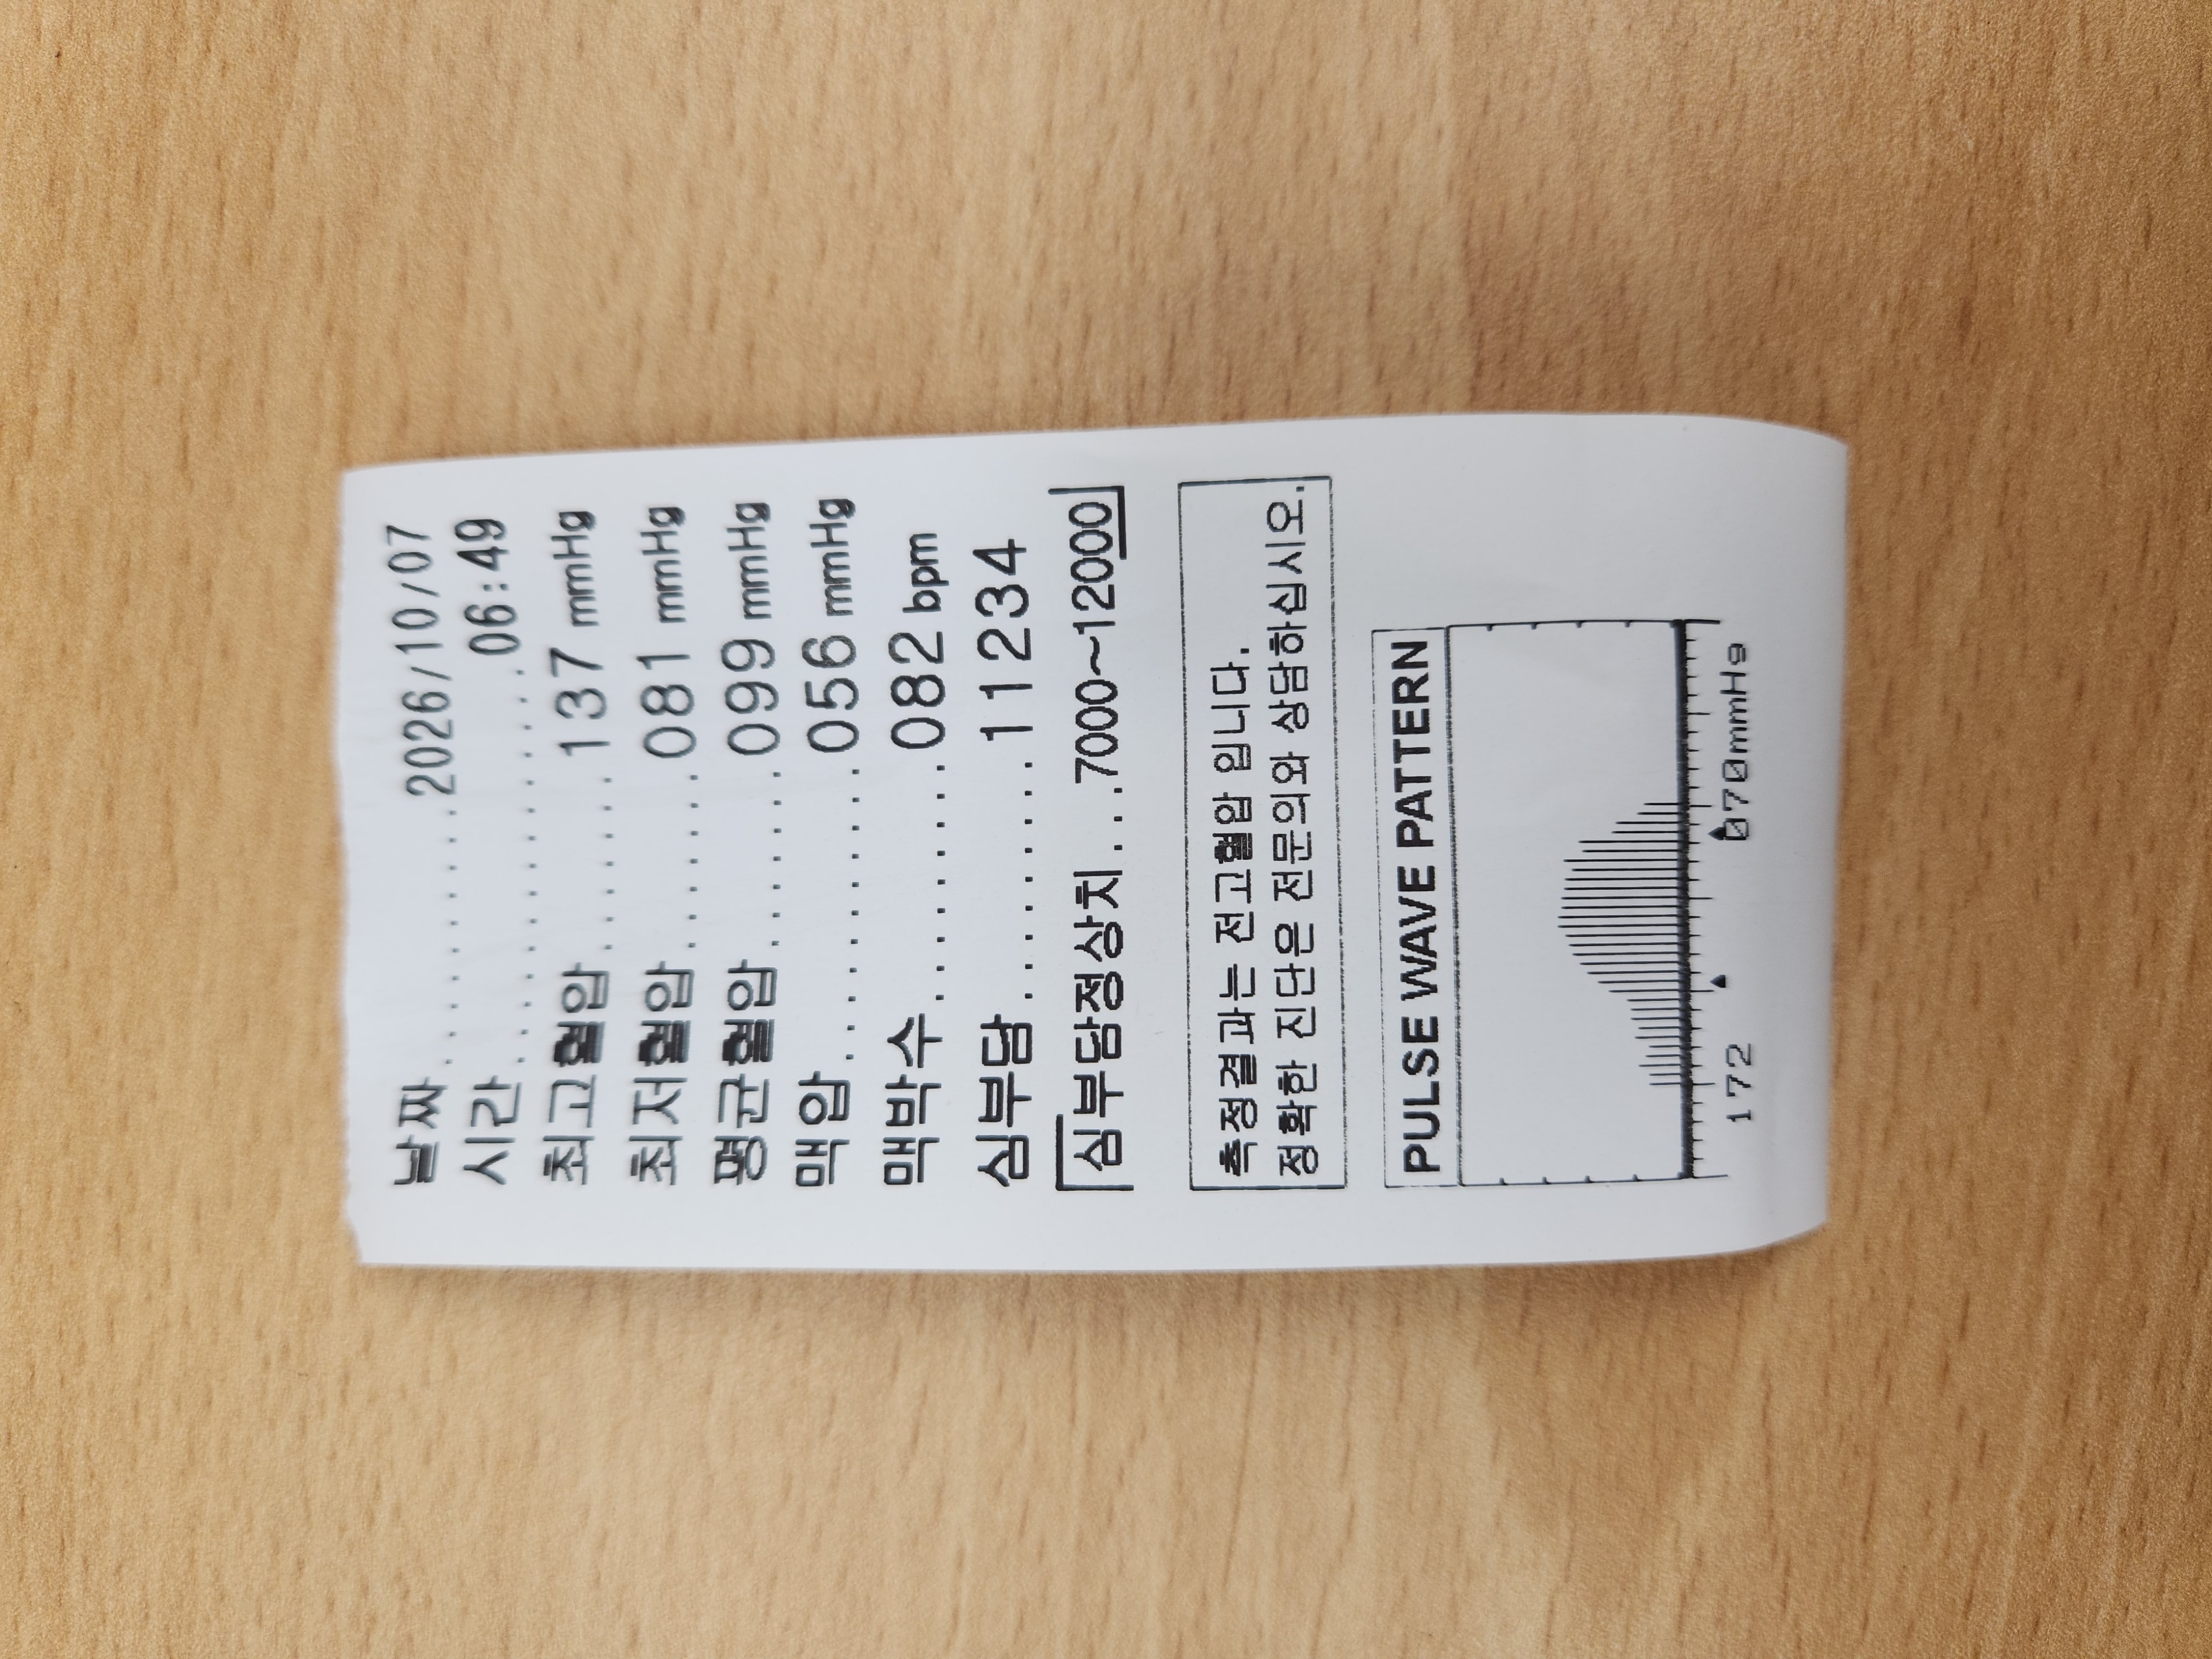 날짜..............2026/10/07
시간....................06:49
최고혈압.........137 mmHg
최저혈압.........081 mmHg
평균혈압.........099 mmHg
맥압..............056 mmHg
맥박수...........082 bpm
심부담...........11234
심부담정상치...7000~12000
측정결과는 전고혈압 입니다.
정확한 진단은 전문의와 상담하십시오.
PULSE WAVE PATTERN
172 070mmHg